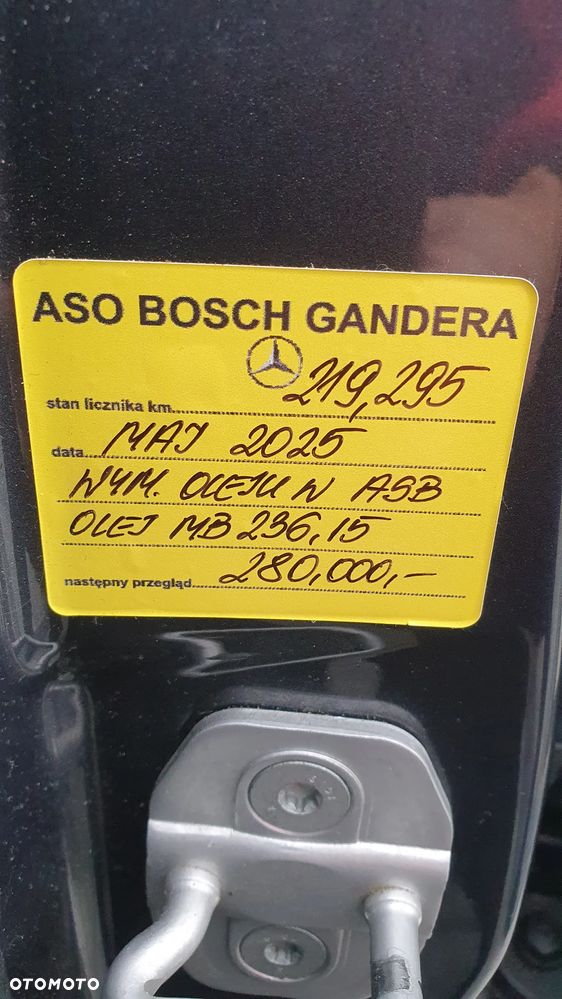 ASO BOSCH GANDERA
stan licznika km 219,295
data MAJ 2025
WYM. OLEJU W ASB
OLEJ MB 236,15
następny przegląd 280,000,-
OTOMOTO